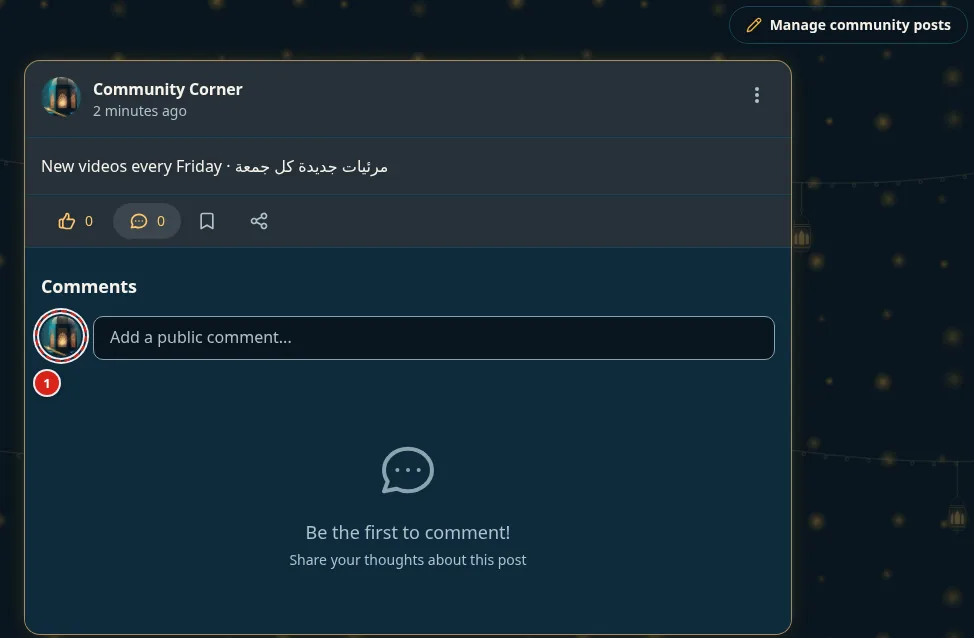 Manage community posts
Community Corner
2 minutes ago
New videos every Friday · مرئيات جديدة كل جمعة
0 0
Comments
Add a public comment...
1
Be the first to comment!
Share your thoughts about this post